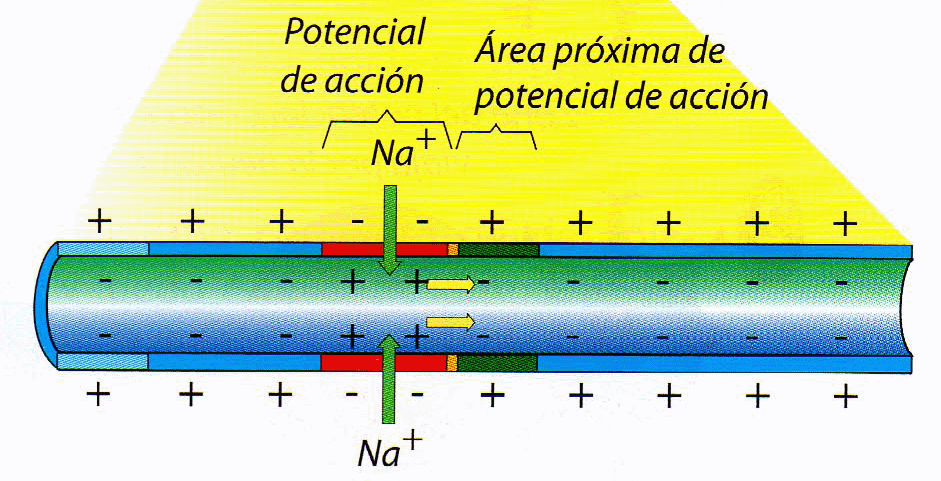 Potencial
de acción
Área próxima de
potencial de acción
Na+
+ + + - - + + + + +
- - - + + - - - - -
- - - + + - - - - -
+ + + - - + + + + +
Na+